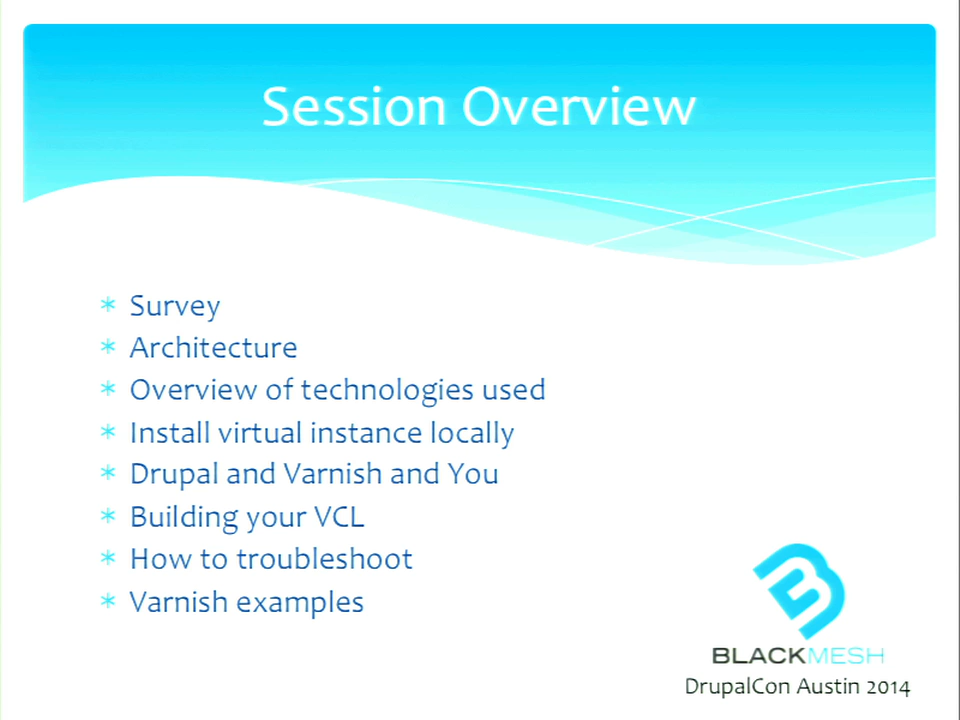 Session Overview
Survey
Architecture
Overview of technologies used
Install virtual instance locally
Drupal and Varnish and You
Building your VCL
How to troubleshoot
Varnish examples
BLACKMESH
DrupalCon Austin 2014